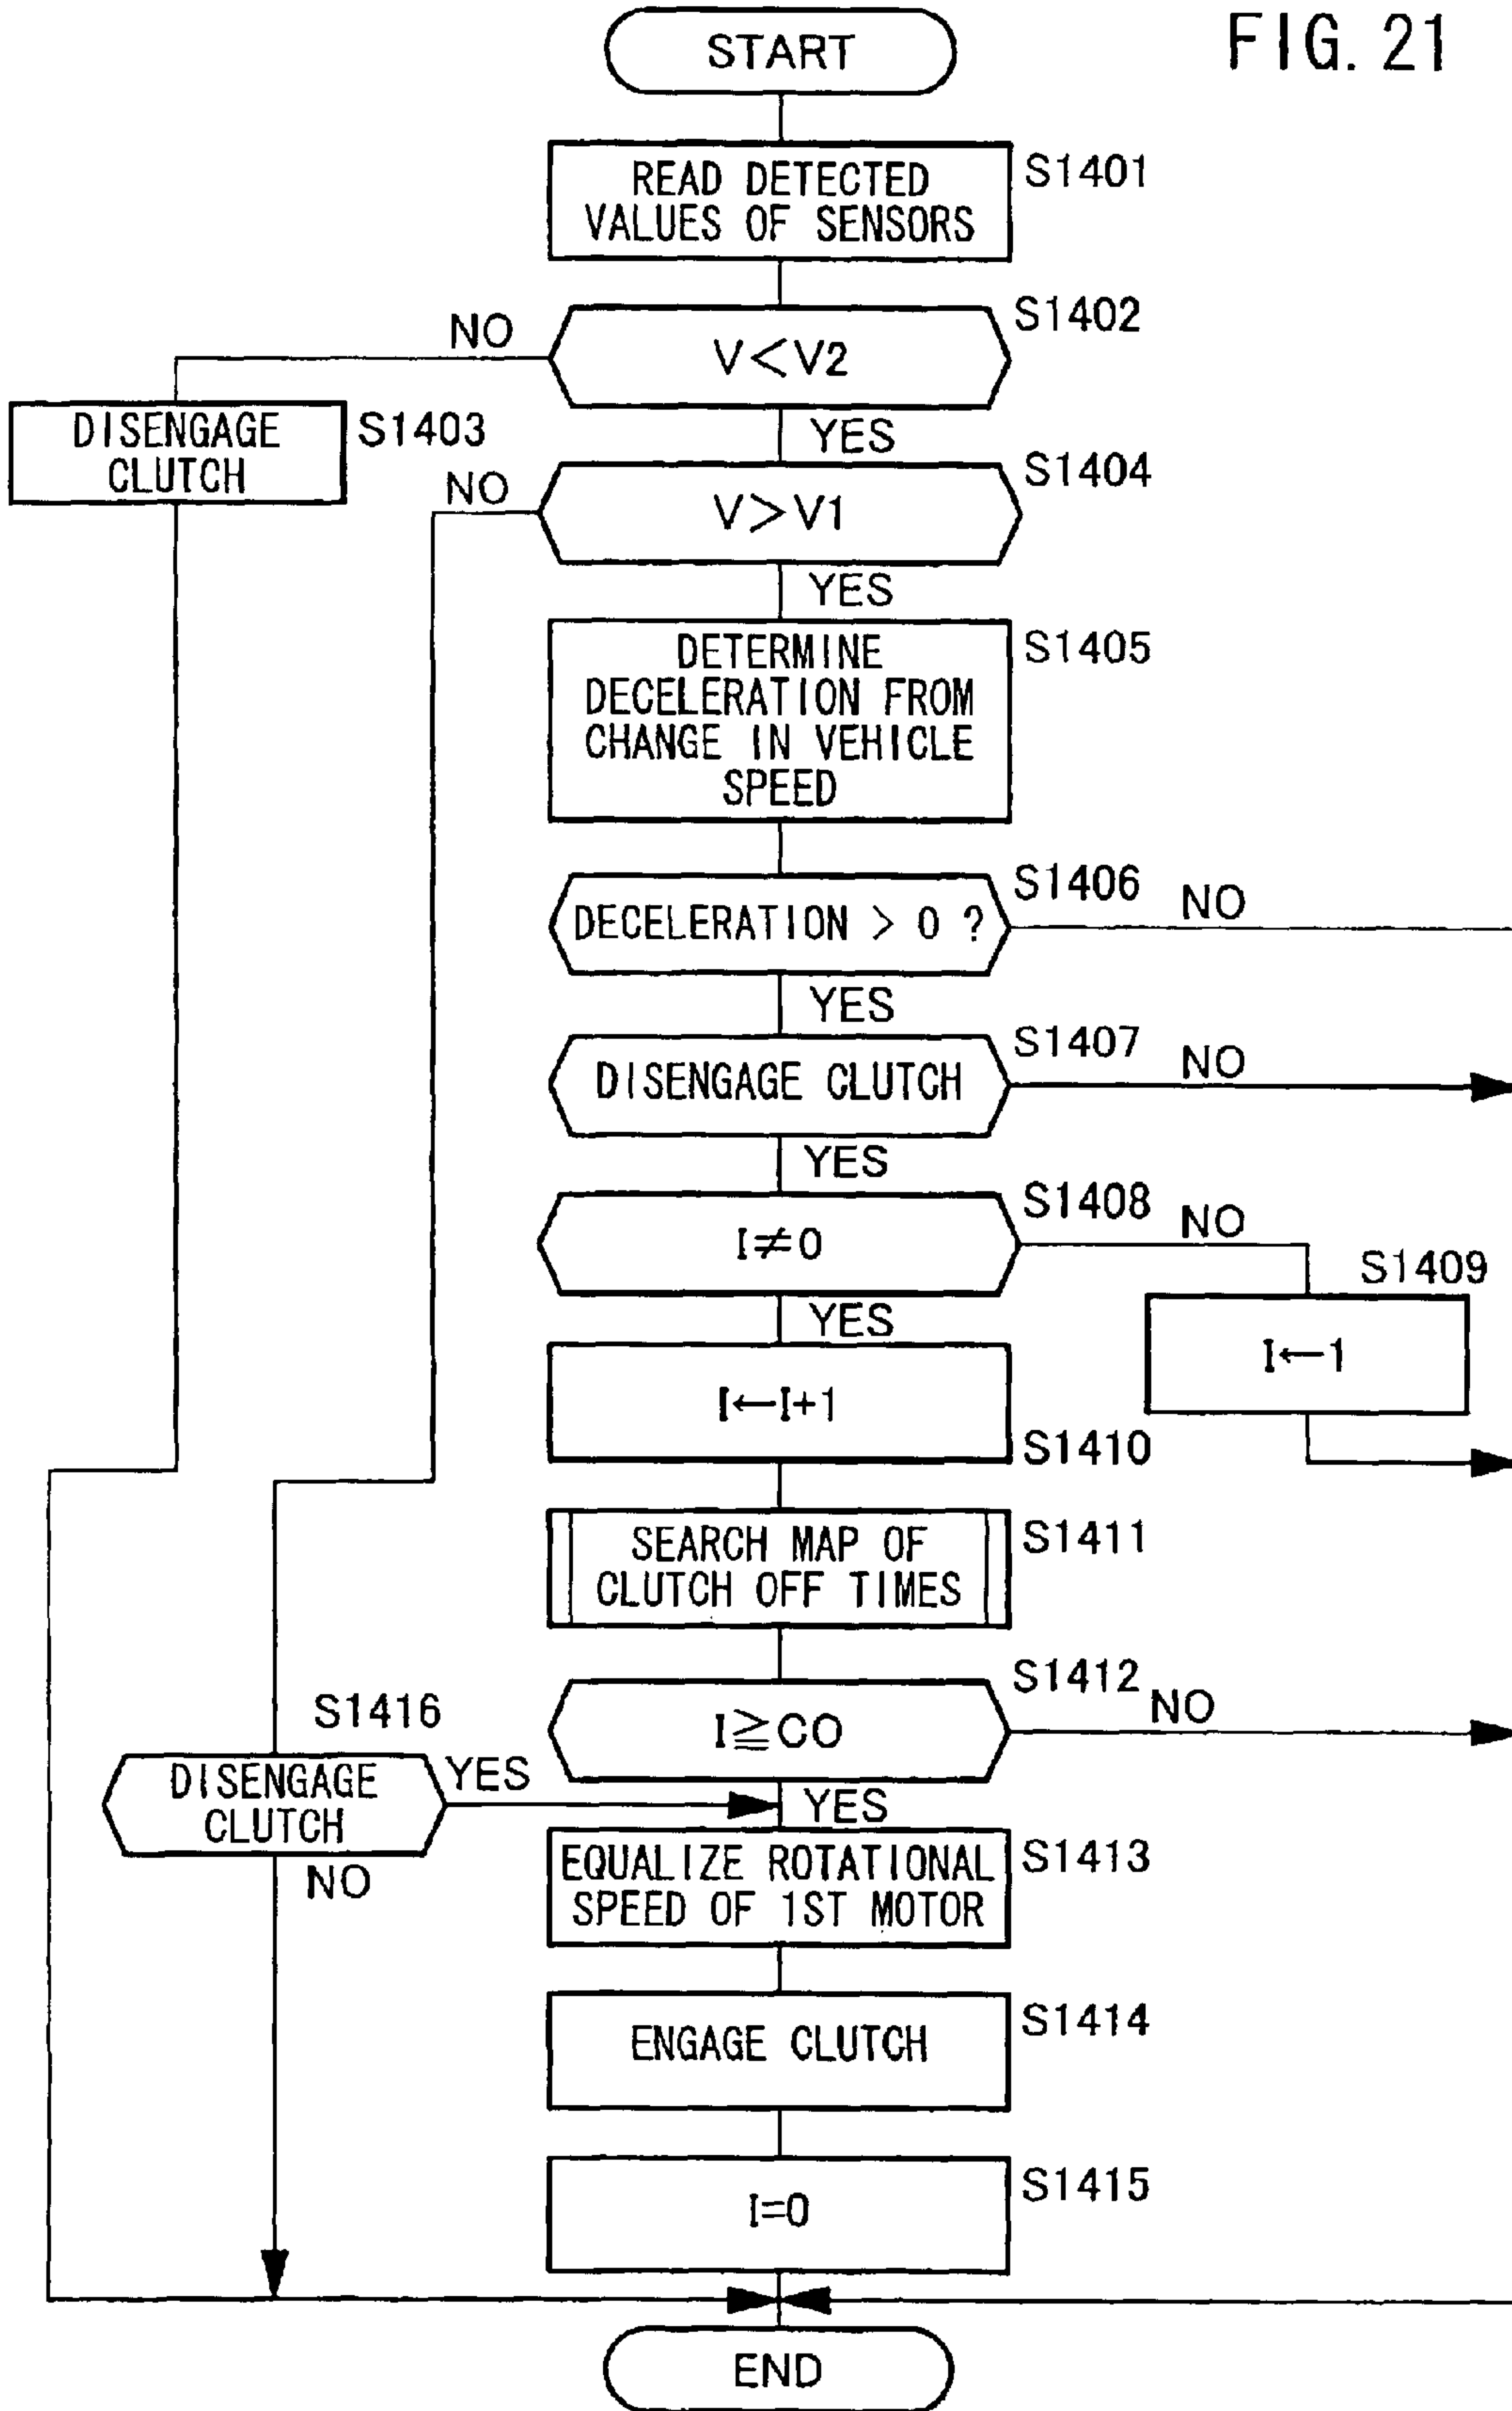 FIG. 21
START
READ DETECTED
VALUES OF SENSORS
S1401
S1402
NO
V<V2
YES
DISENGAGE
CLUTCH
S1403
S1404
NO
V>V1
YES
DETERMINE
DECELERATION FROM
CHANGE IN VEHICLE
SPEED
S1405
S1406
NO
DECELERATION > 0 ?
YES
S1407
NO
DISENGAGE CLUTCH
YES
S1408
NO
I≠0
YES
S1409
I←1
I←I+1
S1410
SEARCH MAP OF
CLUTCH OFF TIMES
S1411
S1412
NO
I≧CO
YES
S1416
DISENGAGE
CLUTCH
YES
NO
EQUALIZE ROTATIONAL
SPEED OF 1ST MOTOR
S1413
ENGAGE CLUTCH
S1414
I=0
S1415
END